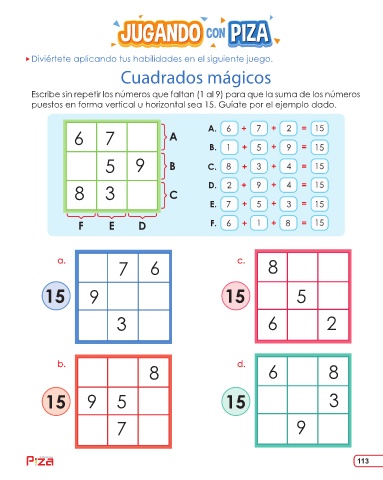 JUGANDO CON PIZA
Diviértete aplicando tus habilidades en el siguiente juego.
Cuadrados mágicos
Escribe sin repetir los números que faltan (1 al 9) para que la suma de los números
puestos en forma vertical u horizontal sea 15. Guíate por el ejemplo dado.
6 7
5 9
8 3
A
B
C
F E D
A. 6 + 7 + 2 = 15
B. 1 + 5 + 9 = 15
C. 8 + 3 + 4 = 15
D. 2 + 9 + 4 = 15
E. 7 + 5 + 3 = 15
F. 6 + 1 + 8 = 15
a.
7 6
15 9
3
c.
8
15 5
6 2
b.
8
15 9 5
7
d.
6 8
15 3
9
Piza
113